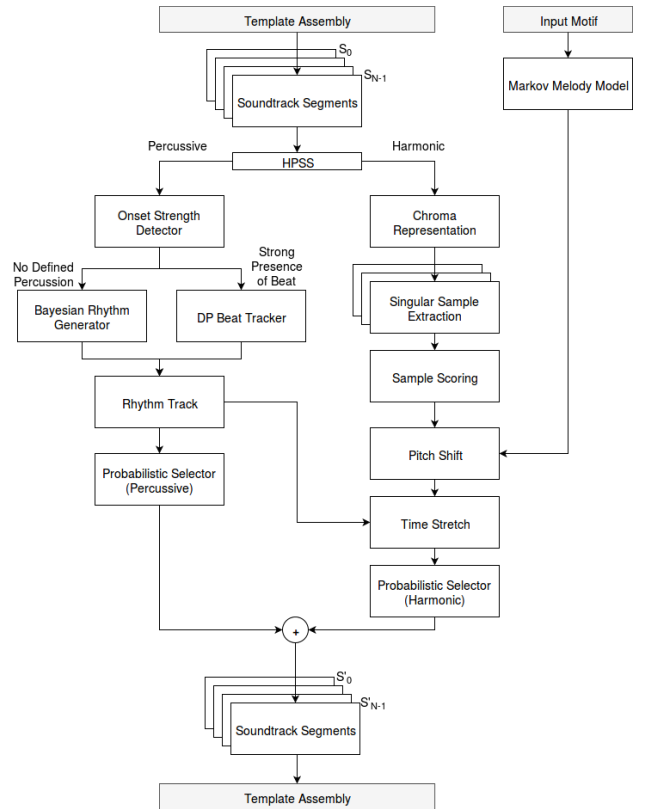 Template Assembly
Input Motif
S0
SN-1
Soundtrack Segments
Markov Melody Model
Percussive
Harmonic
HPSS
Onset Strength
Detector
Chroma
Representation
No Defined
Percussion
Strong
Presence
of Beat
Bayesian Rhythm
Generator
DP Beat Tracker
Singular Sample
Extraction
Sample Scoring
Rhythm Track
Pitch Shift
Probabilistic Selector
(Percussive)
Time Stretch
Probabilistic Selector
(Harmonic)
+
S'0
S'N-1
Soundtrack Segments
Template Assembly